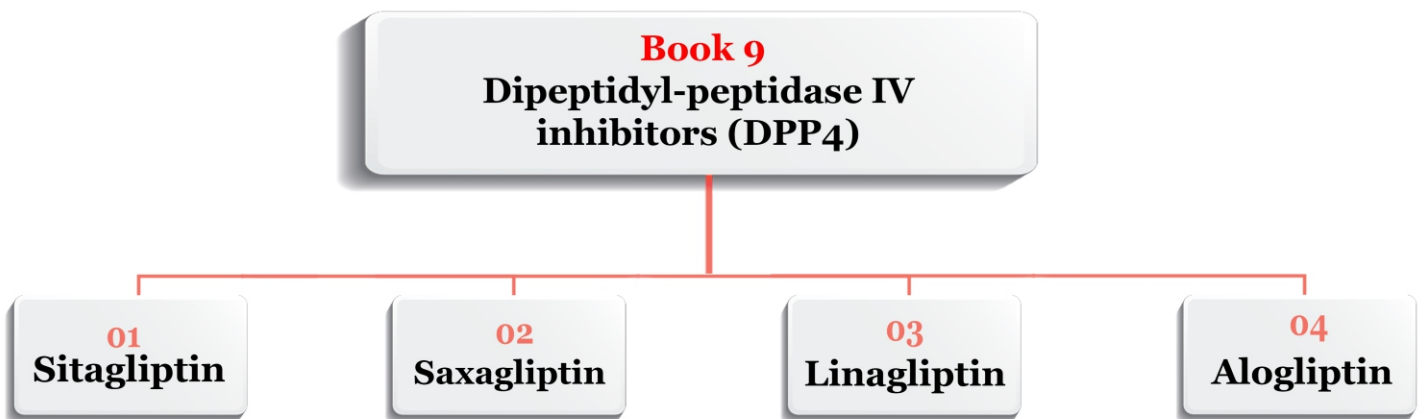 Book 9
Dipeptidyl-peptidase IV
inhibitors (DPP4)
01
Sitagliptin
02
Saxagliptin
03
Linagliptin
04
Alogliptin